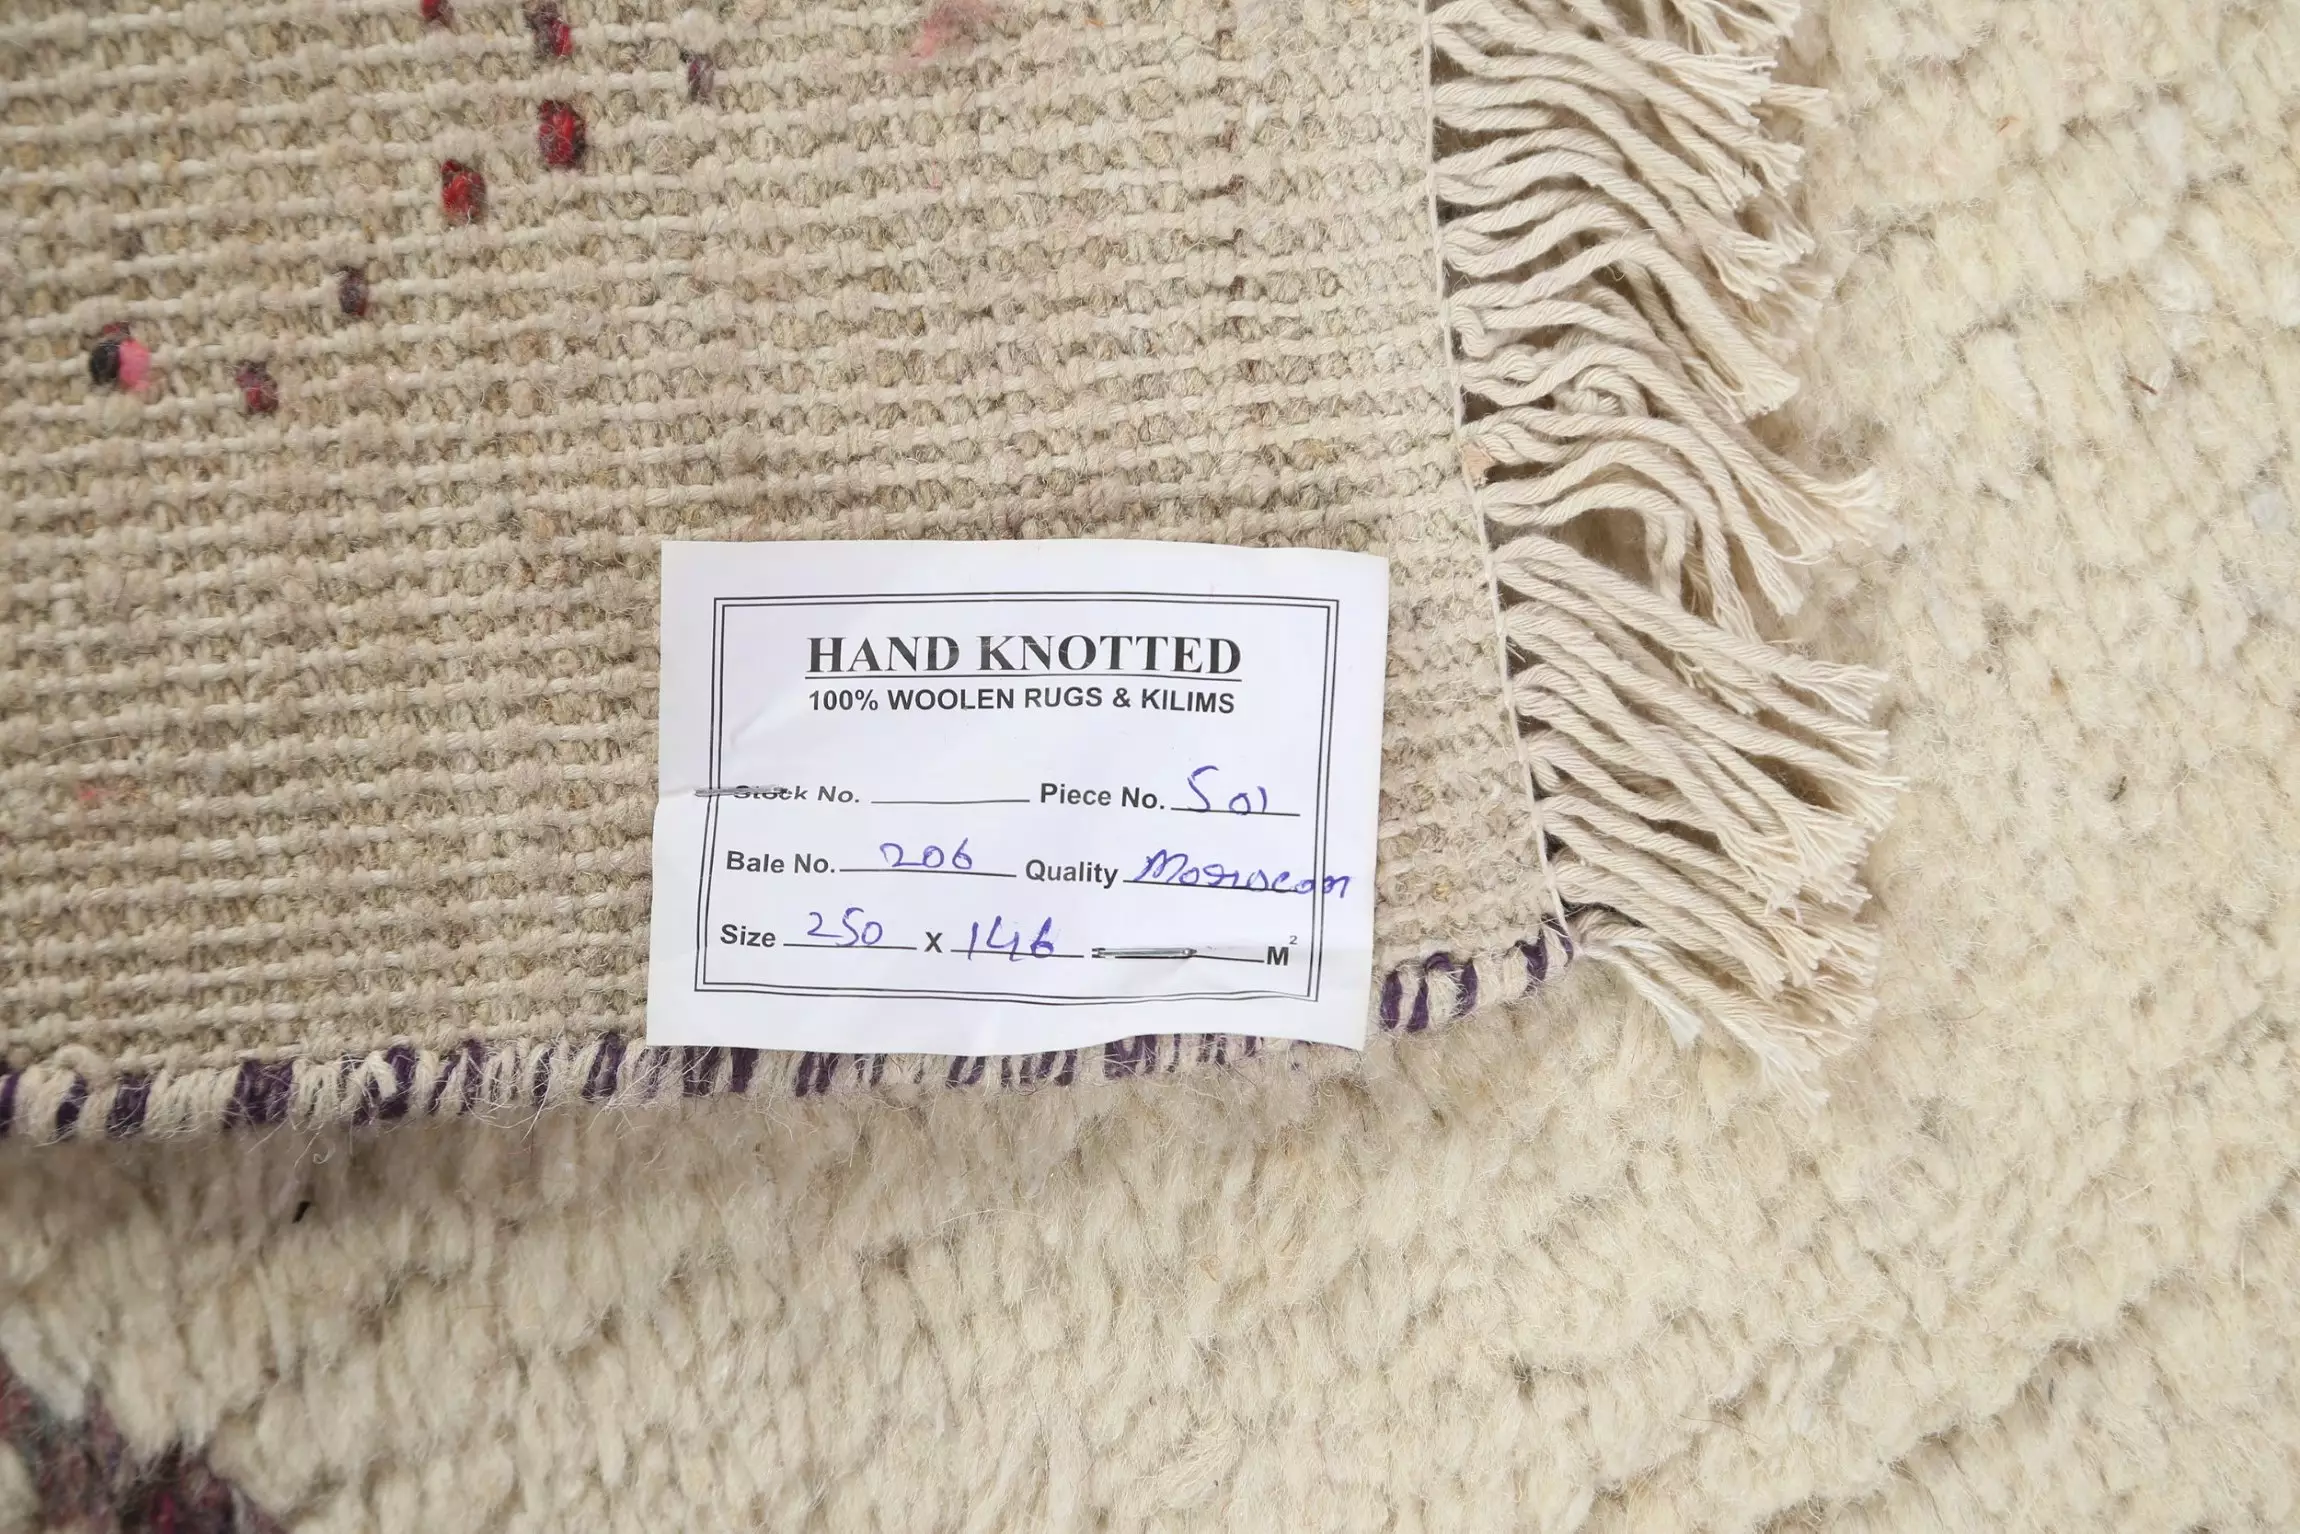 HAND KNOTTED
100% WOOLEN RUGS & KILIMS
Stock No. Piece No. 501
Bale No. 206 Quality Morrocon
Size 250 X 146 = M²